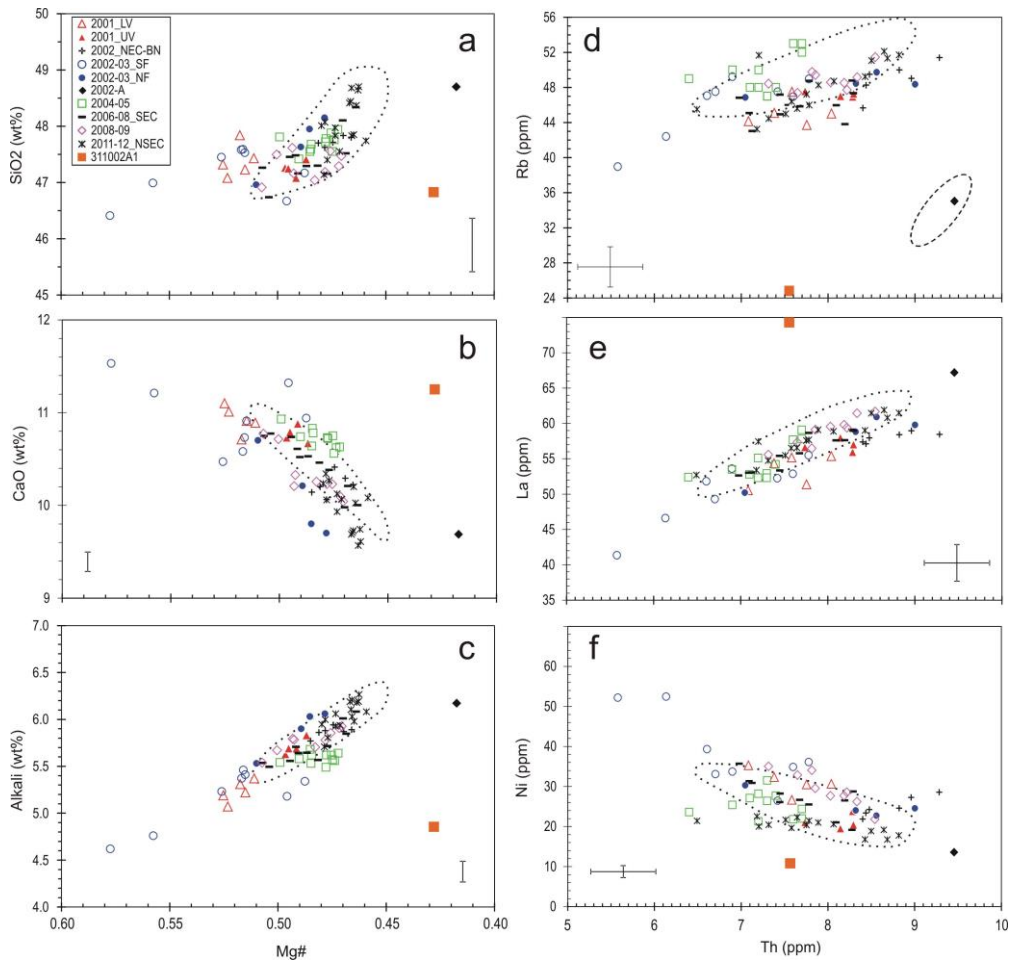 a
50
49
48
47
46
45
SiO2 (wt%)
2001_LV
2001_UV
2002_NEC-BN
2002-03_SF
2002-03_NF
2002-A
2004-05
2006-08_SEC
2008-09
2011-12_NSEC
311002A1
b
12
11
10
9
CaO (wt%)
c
7.0
6.5
6.0
5.5
5.0
4.5
4.0
Alkali (wt%)
0.60 0.55 0.50 0.45 0.40
Mg#
d
56
52
48
44
40
36
32
28
24
Rb (ppm)
e
75
70
65
60
55
50
45
40
35
La (ppm)
f
60
50
40
30
20
10
0
Ni (ppm)
5 6 7 8 9 10
Th (ppm)